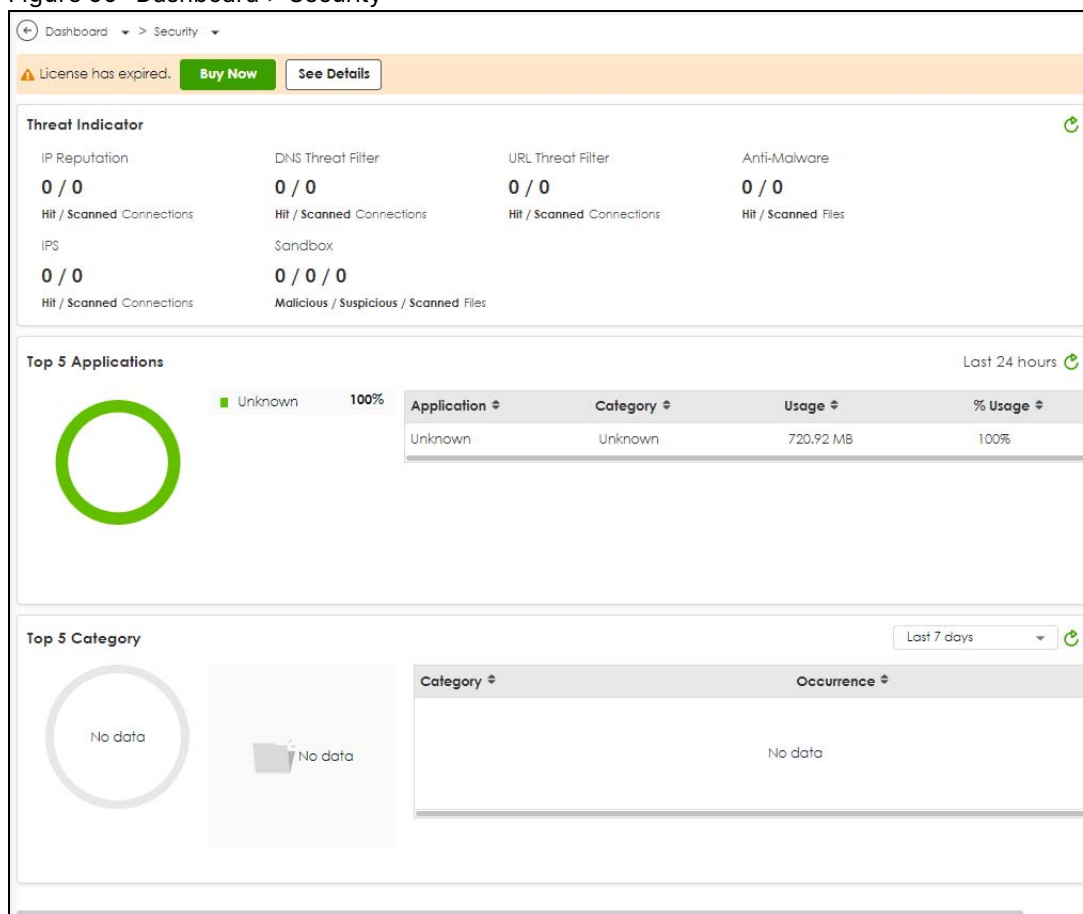 Dashboard > Security
Dashboard > Security
License has expired. Buy Now See Details
Threat Indicator
IP Reputation DNS Threat Filter URL Threat Filter Anti-Malware
0 / 0 0 / 0 0 / 0 0 / 0
Hit / Scanned Connections Hit / Scanned Connections Hit / Scanned Connections Hit / Scanned Files
IPS Sandbox
0 / 0 0 / 0 / 0
Hit / Scanned Connections Malicious / Suspicious / Scanned Files
Top 5 Applications Last 24 hours
Unknown 100% Application Category Usage % Usage
Unknown Unknown 720.92 MB 100%
Top 5 Category Last 7 days
Category Occurrence
No data No data No data